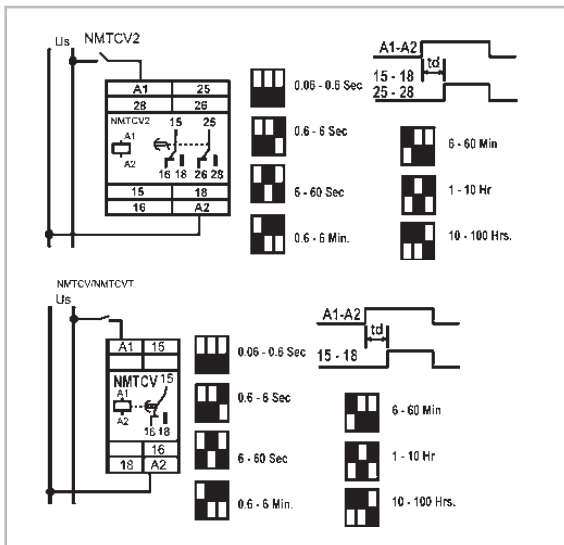 Us NMTCV2
A1 25
28 26
NMTCV2 15 25
A1
A2
16 18 26 28
15 18
16 A2
0.06 - 0.6 Sec
0.6 - 6 Sec
6 - 60 Sec
0.6 - 6 Min.
A1-A2
15 - 18 td
25 - 28
6 - 60 Min
1 - 10 Hr
10 - 100 Hrs.
NMTCV/NMTCVT
Us
A1 15
NMTCV 15
A1
A2
16 18
16
18 A2
0.06 - 0.6 Sec
0.6 - 6 Sec
6 - 60 Sec
0.6 - 6 Min.
A1-A2
td
15 - 18
6 - 60 Min
1 - 10 Hr
10 - 100 Hrs.